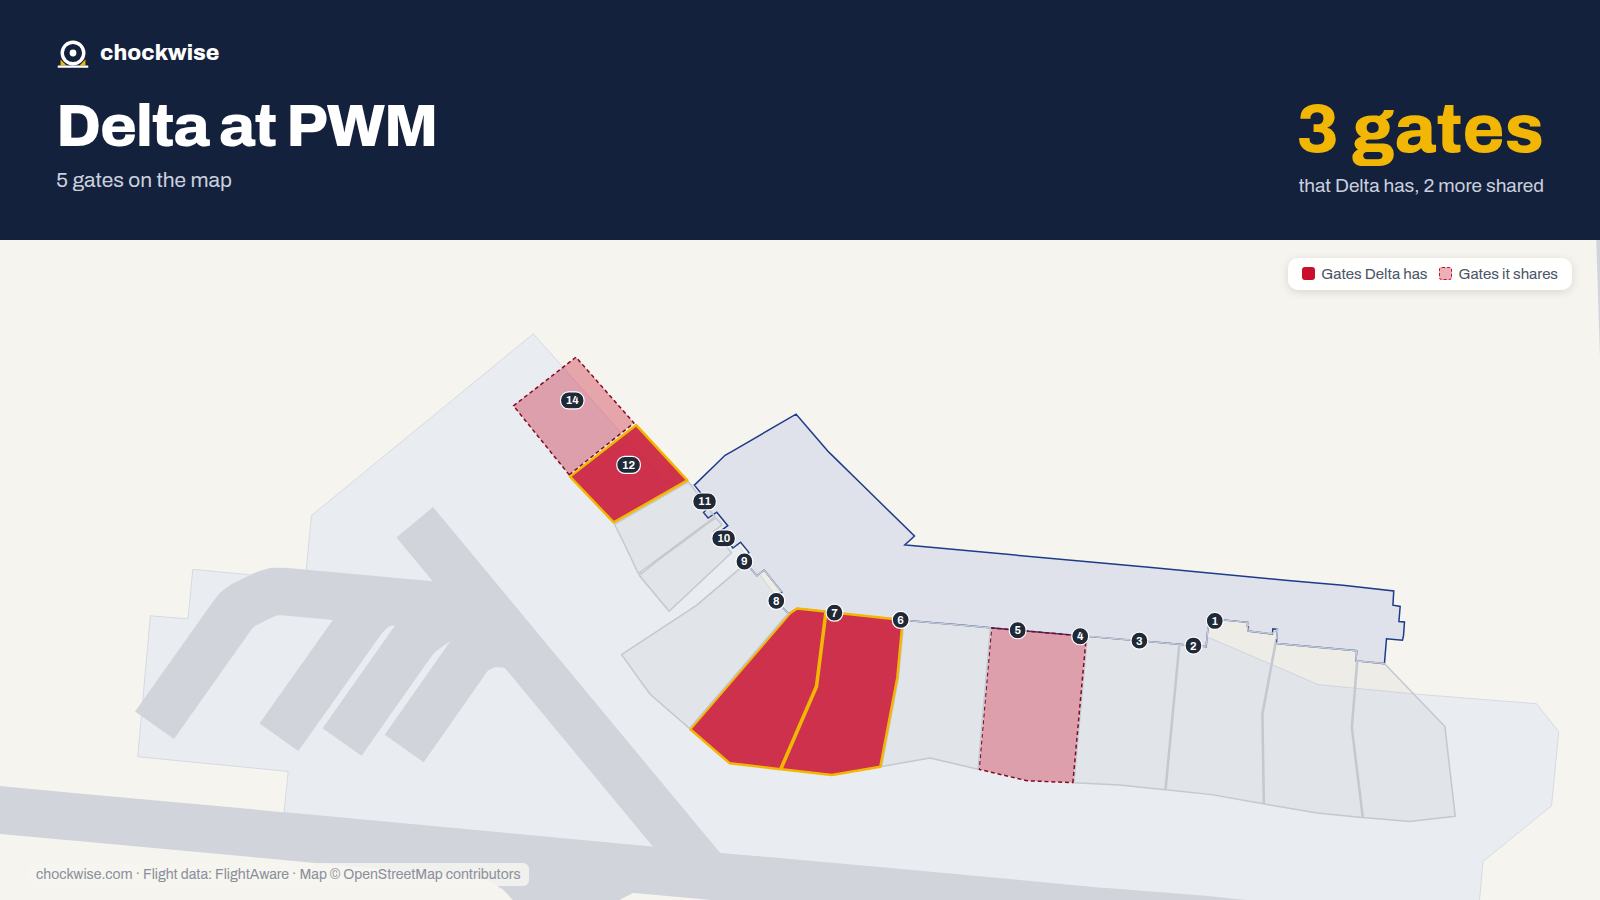 chockwise
Delta at PWM
5 gates on the map
3 gates
that Delta has, 2 more shared
Gates Delta has
Gates it shares
14
12
11
10
9
8
7
6
5
4
3
2
1
chockwise.com · Flight data: FlightAware · Map © OpenStreetMap contributors